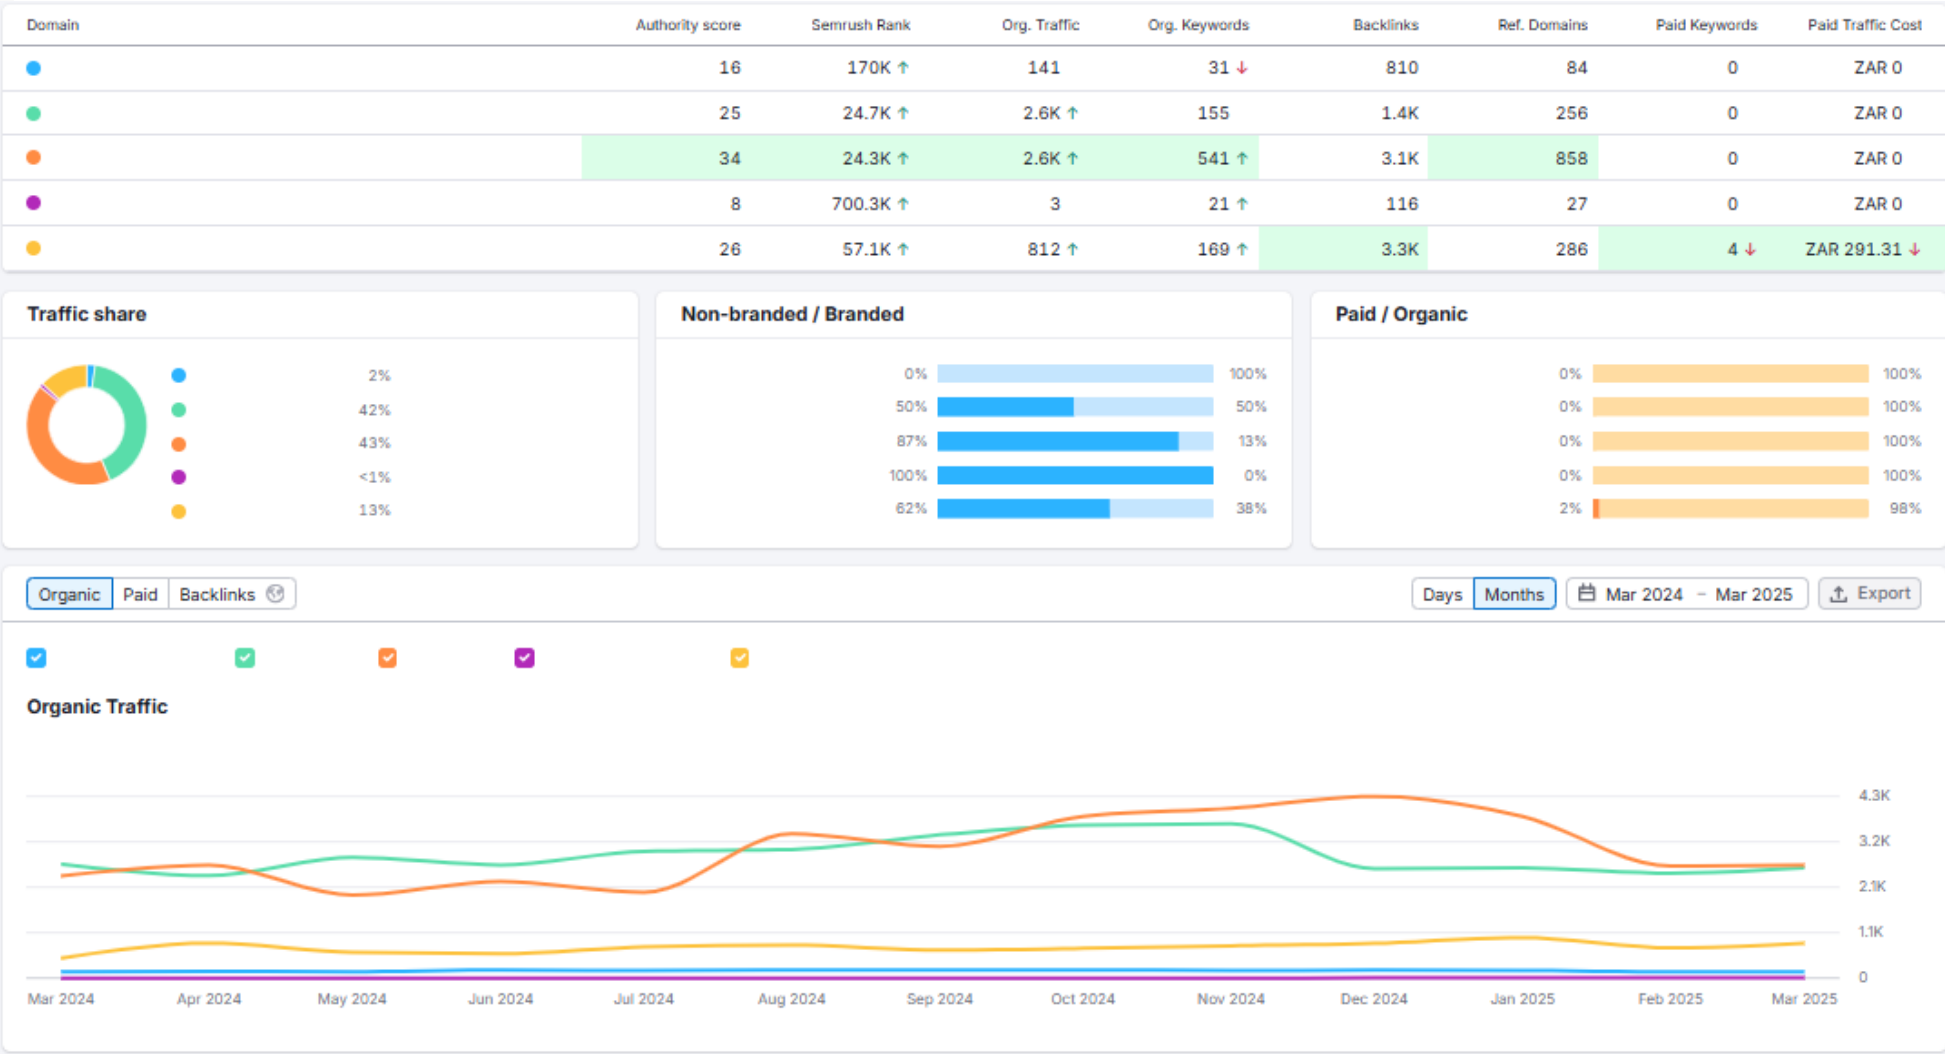 Domain Authority score Semrush Rank Org. Traffic Org. Keywords Backlinks Ref. Domains Paid Keywords Paid Traffic Cost
16 170K ↑ 141 31 ↓ 810 84 0 ZAR 0
25 24.7K ↑ 2.6K ↑ 155 1.4K 256 0 ZAR 0
34 24.3K ↑ 2.6K ↑ 541 ↑ 3.1K 858 0 ZAR 0
8 700.3K ↑ 3 21 ↑ 116 27 0 ZAR 0
26 57.1K ↑ 812 ↑ 169 ↑ 3.3K 286 4 ↓ ZAR 291.31 ↓
Traffic share
2%
42%
43%
<1%
13%
Non-branded / Branded
0% 100%
50% 50%
87% 13%
100% 0%
62% 38%
Paid / Organic
0% 100%
0% 100%
0% 100%
0% 100%
2% 98%
Organic Paid Backlinks Days Months Mar 2024 – Mar 2025 Export
Organic Traffic
4.3K
3.2K
2.1K
1.1K
0
Mar 2024 Apr 2024 May 2024 Jun 2024 Jul 2024 Aug 2024 Sep 2024 Oct 2024 Nov 2024 Dec 2024 Jan 2025 Feb 2025 Mar 2025